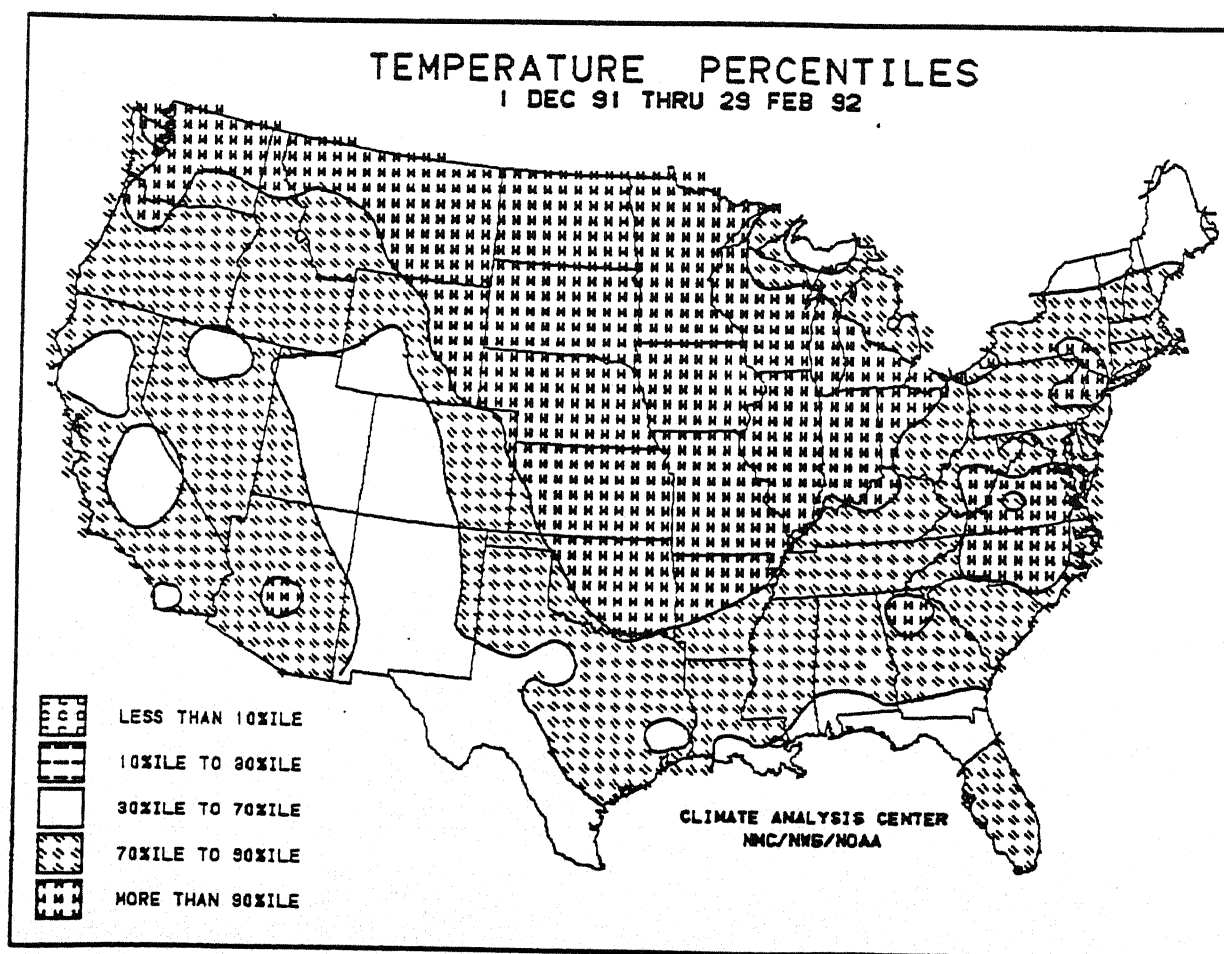 TEMPERATURE PERCENTILES
1 DEC 91 THRU 29 FEB 92
LESS THAN 10%ILE
10%ILE TO 30%ILE
30%ILE TO 70%ILE
70%ILE TO 90%ILE
MORE THAN 90%ILE
CLIMATE ANALYSIS CENTER
NMC/NWS/NOAA